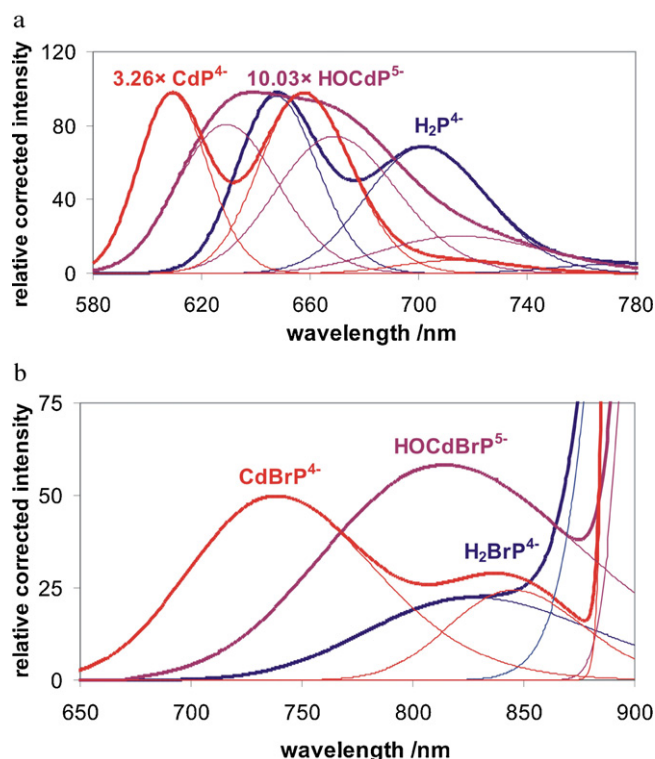 a
120
80
40
0
relative corrected intensity
3.26× CdP⁴⁻ 10.03× HOCdP⁵⁻
H₂P⁴⁻
580 620 660 700 740 780
wavelength /nm
b
75
50
25
0
relative corrected intensity
CdBrP⁴⁻
HOCdBrP⁵⁻
H₂BrP⁴⁻
650 700 750 800 850 900
wavelength /nm